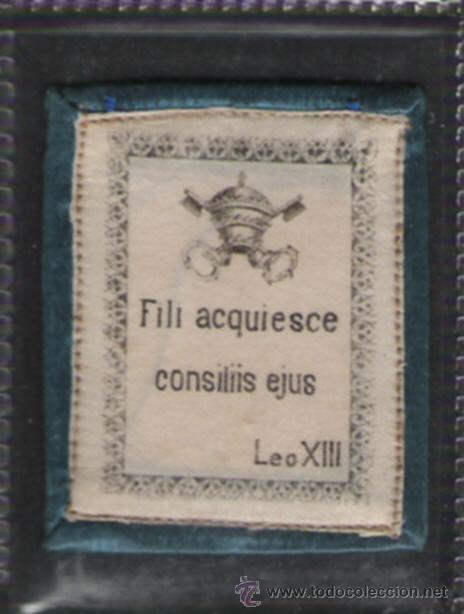 Fili acquiesce
consiliis ejus
Leo XIII
www.todocoleccion.net